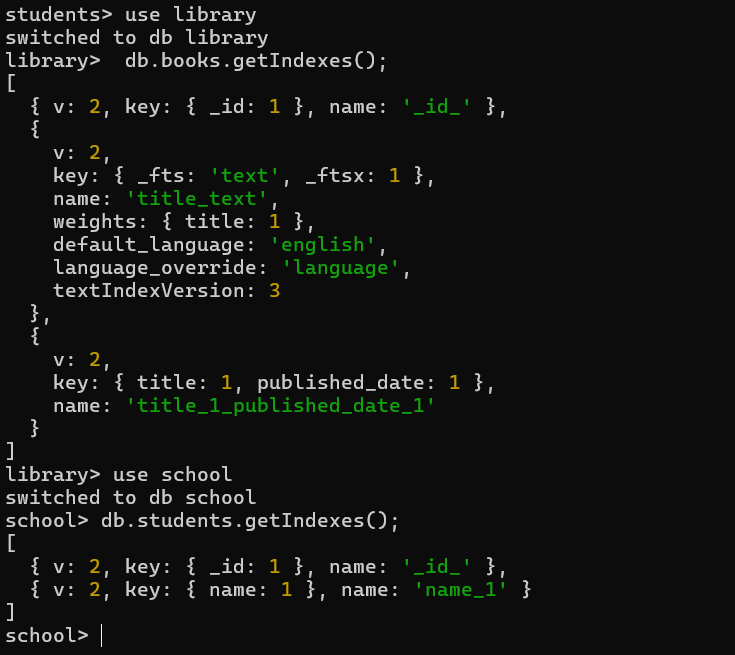 students> use library
switched to db library
library>  db.books.getIndexes();
[
  { v: 2, key: { _id: 1 }, name: '_id_' },
  {
    v: 2,
    key: { _fts: 'text', _ftsx: 1 },
    name: 'title_text',
    weights: { title: 1 },
    default_language: 'english',
    language_override: 'language',
    textIndexVersion: 3
  },
  {
    v: 2,
    key: { title: 1, published_date: 1 },
    name: 'title_1_published_date_1'
  }
]
library> use school
switched to db school
school> db.students.getIndexes();
[
  { v: 2, key: { _id: 1 }, name: '_id_' },
  { v: 2, key: { name: 1 }, name: 'name_1' }
]
school>